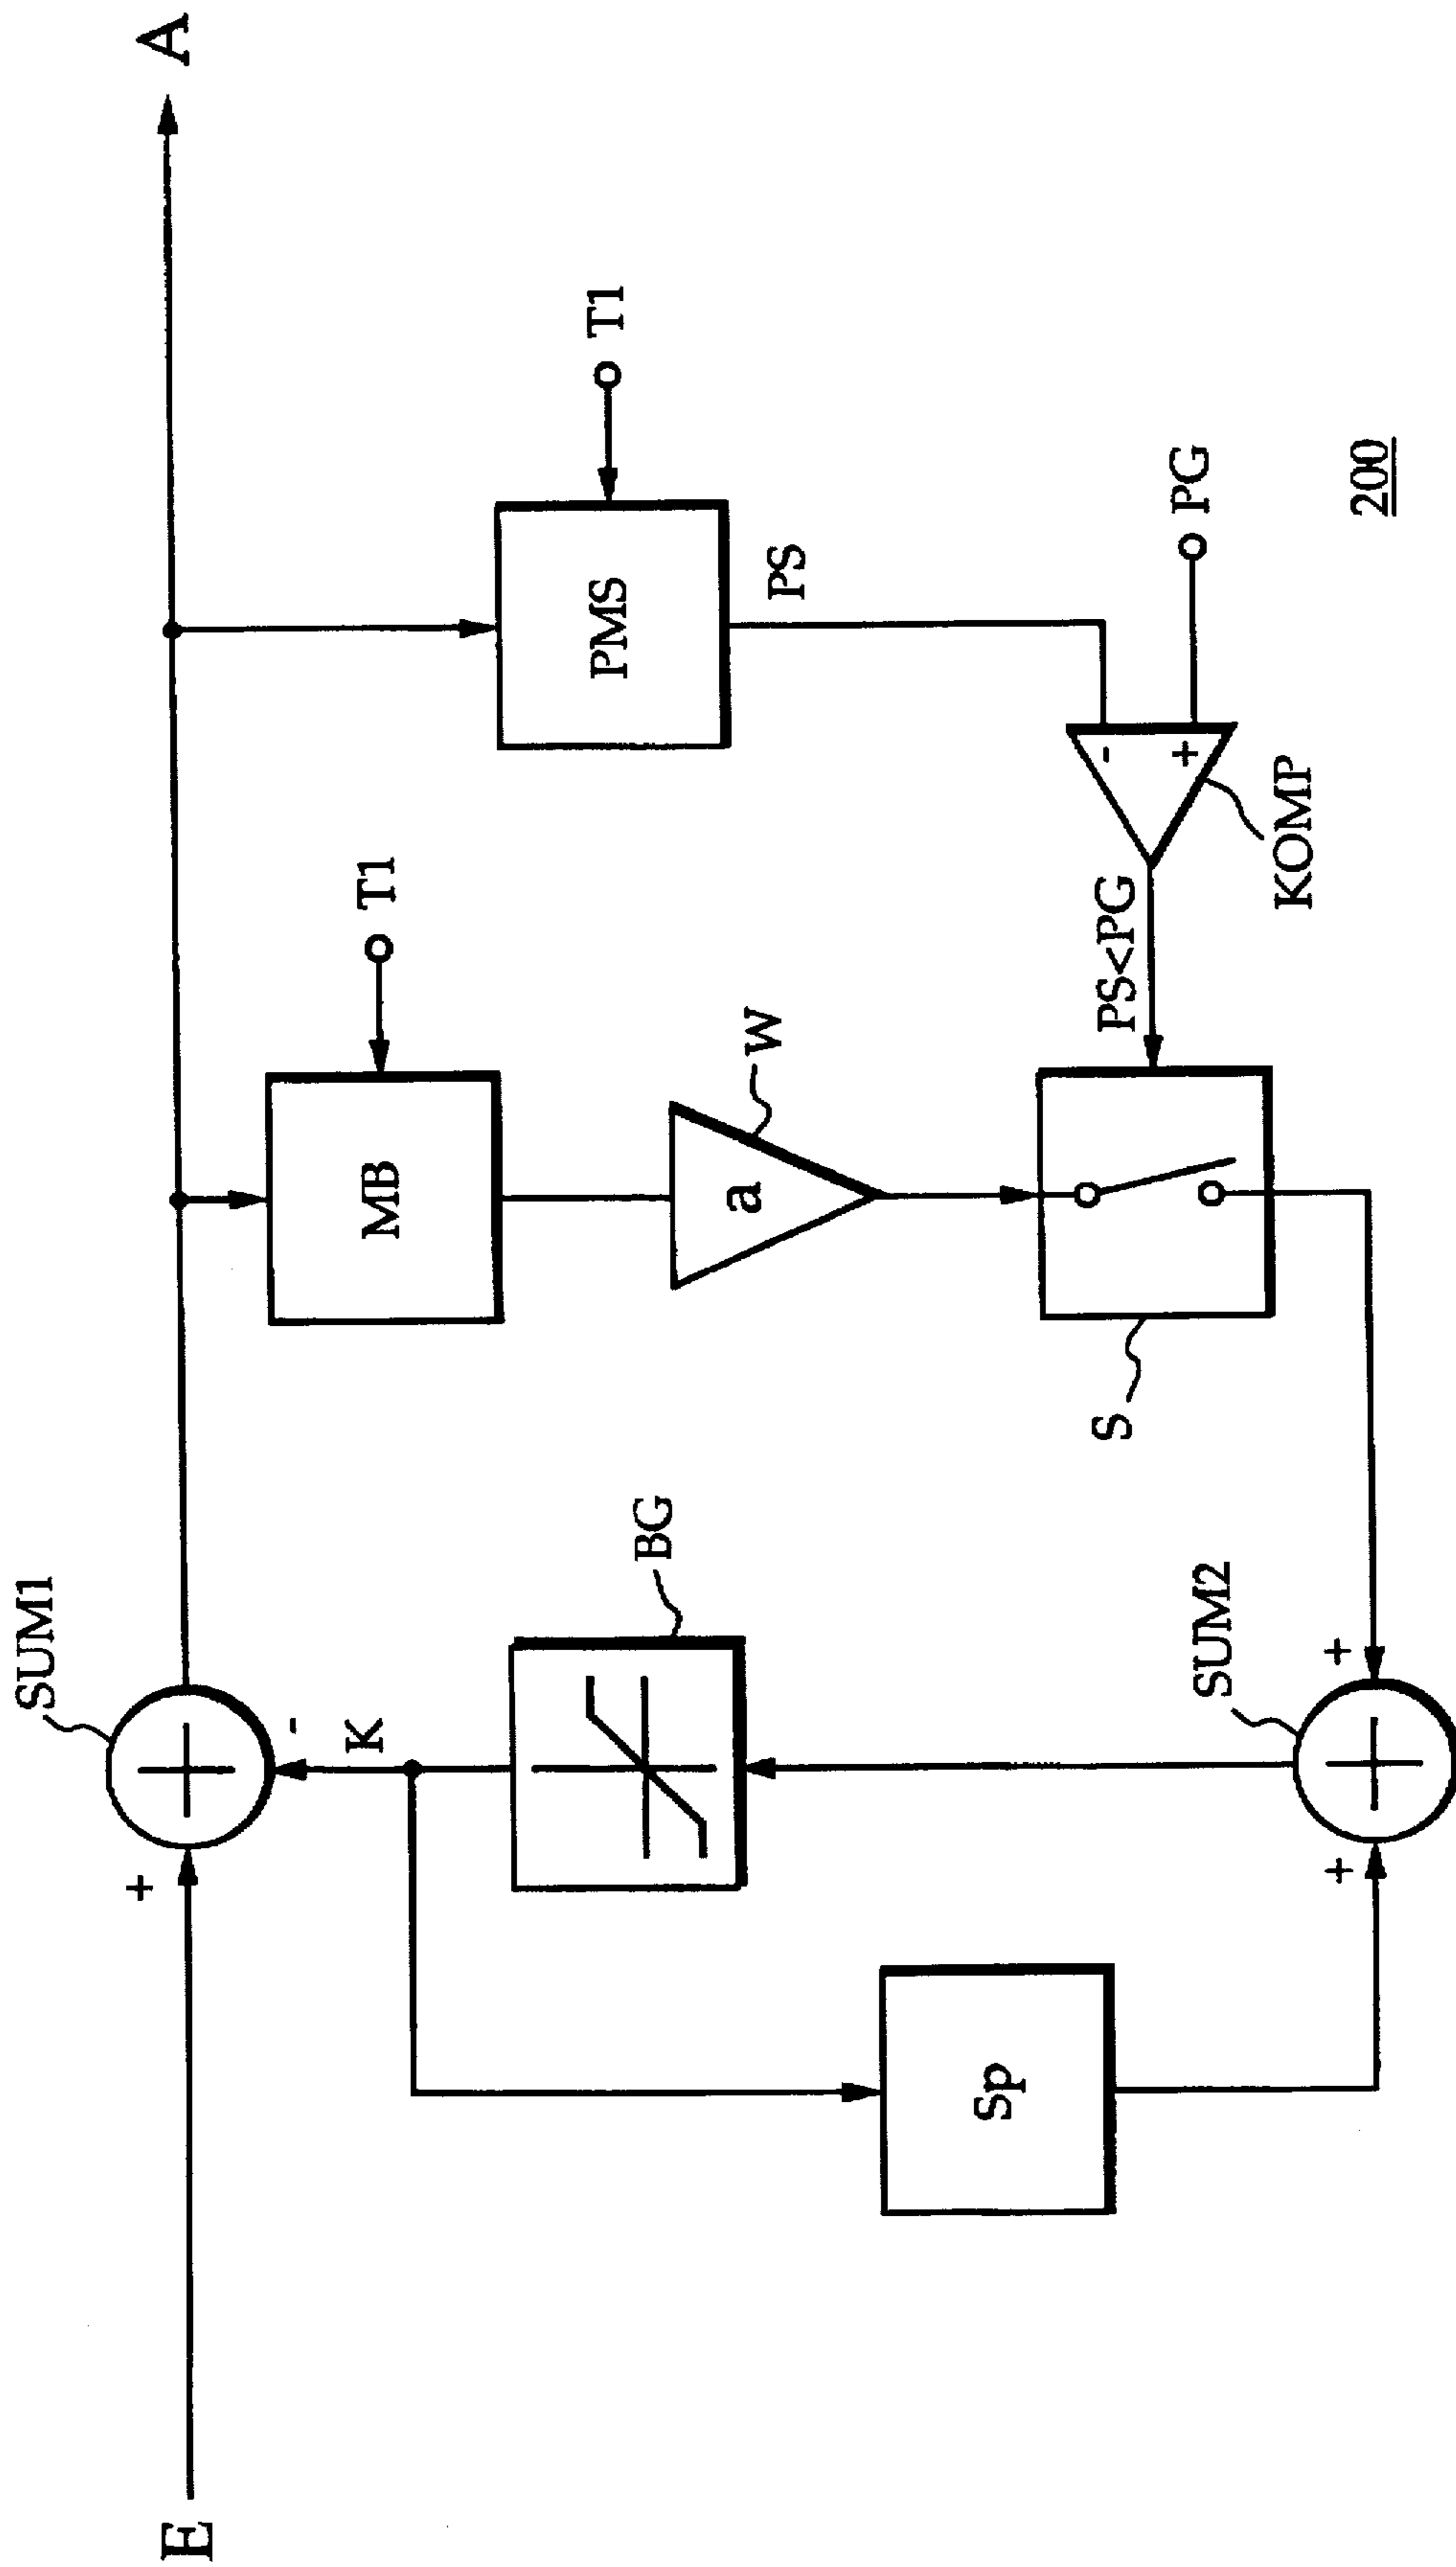 SUM1
E
+
-
K
A
BG
MB
T1
PMS
T1
PS
a
W
Sp
S
PS<PG
-
+
PG
KOMP
SUM2
+
+
200